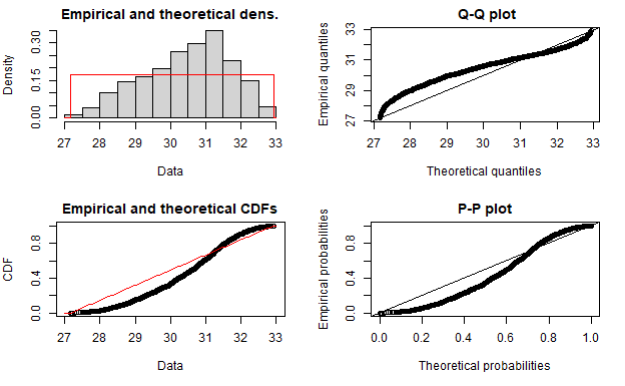 Empirical and theoretical dens.
Density
0.00 0.15 0.30
27 28 29 30 31 32 33
Data
Q-Q plot
Empirical quantiles
27 29 31 33
27 28 29 30 31 32 33
Theoretical quantiles
Empirical and theoretical CDFs
CDF
0.0 0.4 0.8
27 28 29 30 31 32 33
Data
P-P plot
Empirical probabilities
0.0 0.4 0.8
0.0 0.2 0.4 0.6 0.8 1.0
Theoretical probabilities